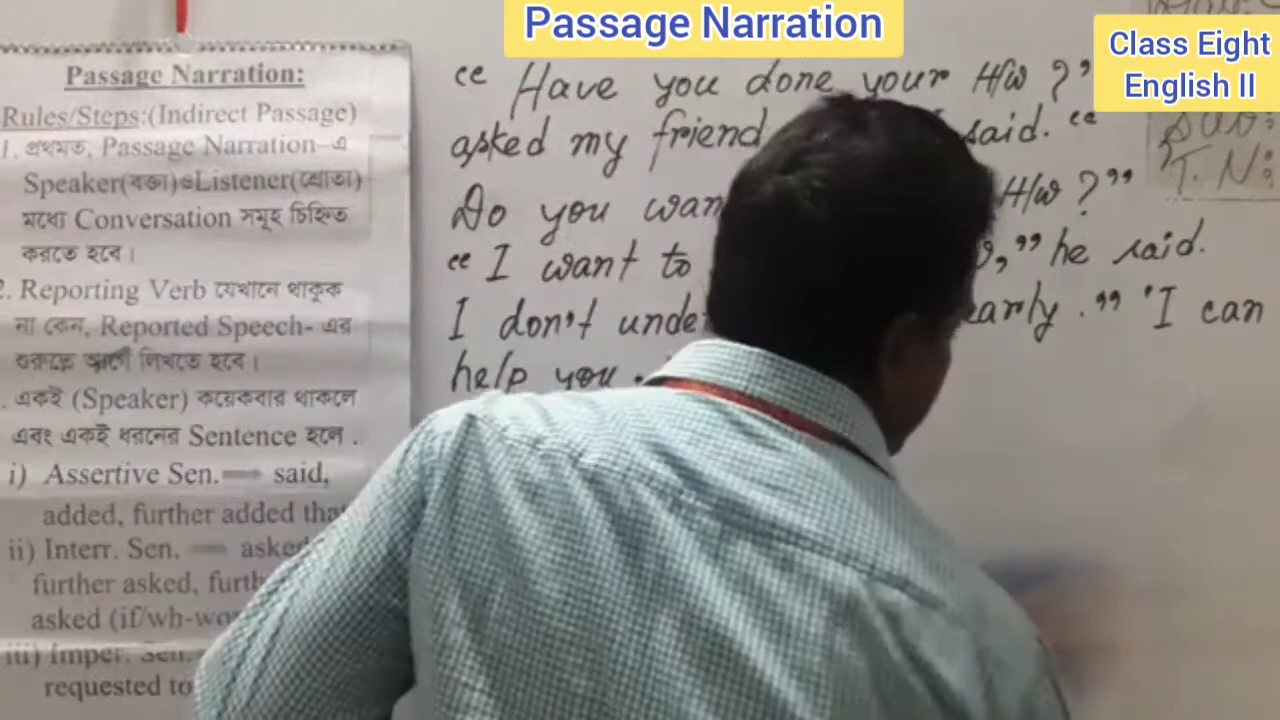 Passage Narration
Class Eight
English II
Passage Narration:
Rules/Steps:(Indirect Passage)
1. প্রথমত, Passage Narration-এ
Speaker(বক্তা)ওListener(শ্রোতা)
মধ্যে Conversation সমূহ চিহ্নিত
করতে হবে।
2. Reporting Verb যেখানে থাকুক
না কেন, Reported Speech- এর
শুরুতে আগে লিখতে হবে।
. একই (Speaker) কয়েকবার থাকলে
এবং একই ধরনের Sentence হলে .
i) Assertive Sen. said,
added, further added that
ii) Interr. Sen. asked
further asked,
asked (if/wh-
iii) Imper. Sen.
requested to
“ Have you done your H/W ?”
asked my friend said. “
Do you H/W ?””
“ I want to ,” he said.
I don't .” 'I can
help you .
T. N: